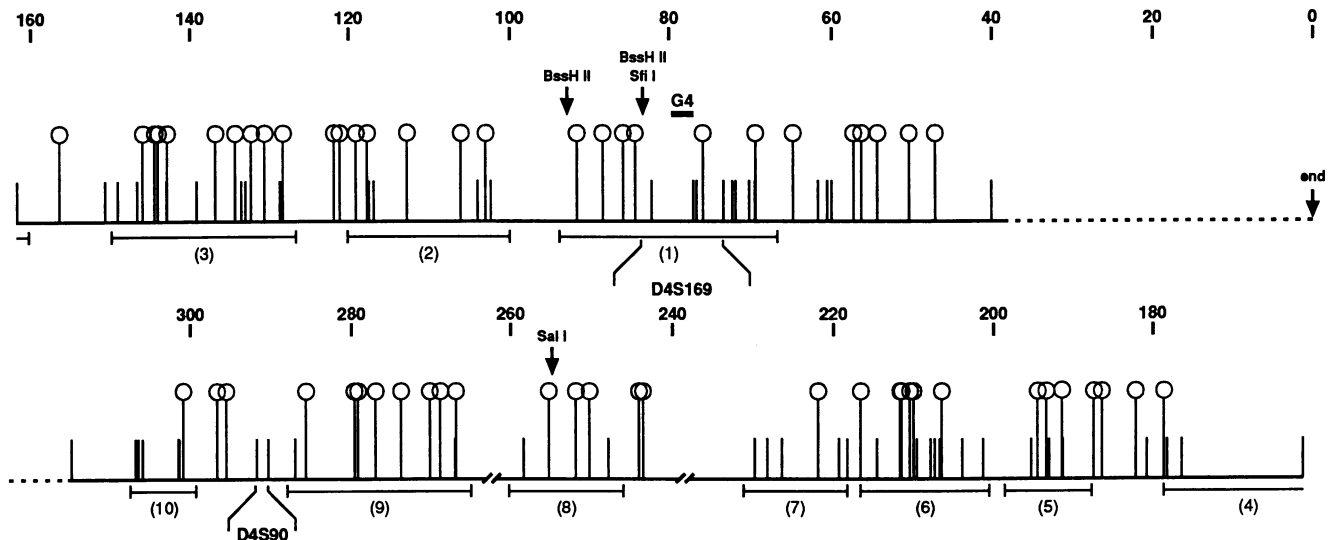 160 140 120 100 80 60 40 20 0
BssH II
BssH II
Sfi I
G4
end
(3) (2) (1)
D4S169
300 280 260 240 220 200 180
Sal I
(10) (9) (8) (7) (6) (5) (4)
D4S90